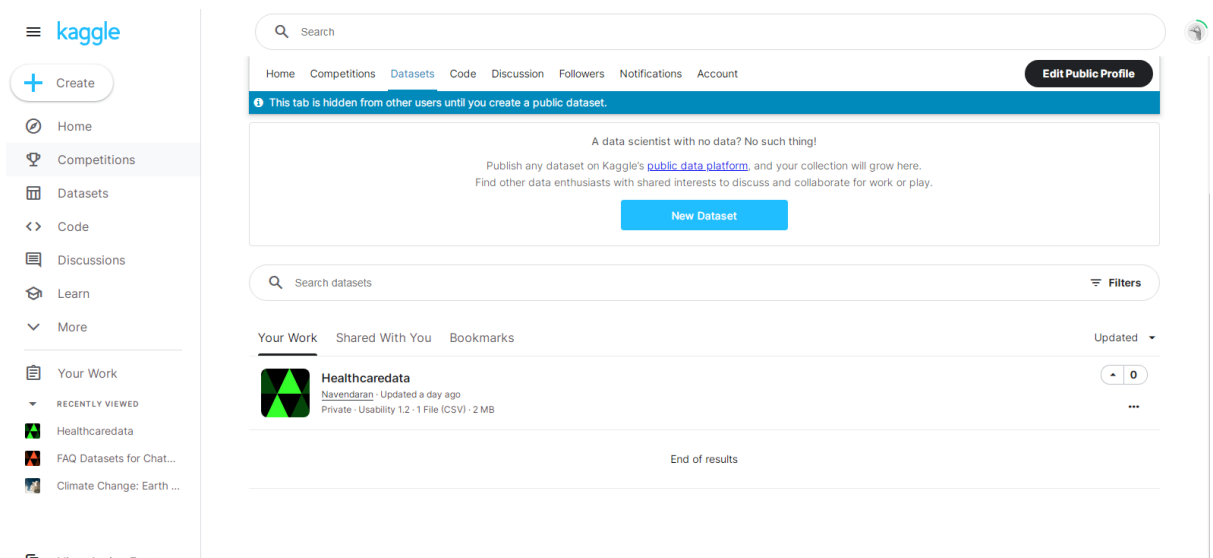 kaggle
Search
Create
Home
Competitions
Datasets
Code
Discussions
Learn
More
Your Work
RECENTLY VIEWED
Healthcaredata
FAQ Datasets for Chat...
Climate Change: Earth ...
Home Competitions Datasets Code Discussion Followers Notifications Account
Edit Public Profile
This tab is hidden from other users until you create a public dataset.
A data scientist with no data? No such thing!
Publish any dataset on Kaggle's public data platform, and your collection will grow here.
Find other data enthusiasts with shared interests to discuss and collaborate for work or play.
New Dataset
Search datasets
Filters
Your Work Shared With You Bookmarks
Updated
Healthcaredata
Navendaran · Updated a day ago
Private · Usability 1.2 · 1 File (CSV) · 2 MB
0
End of results